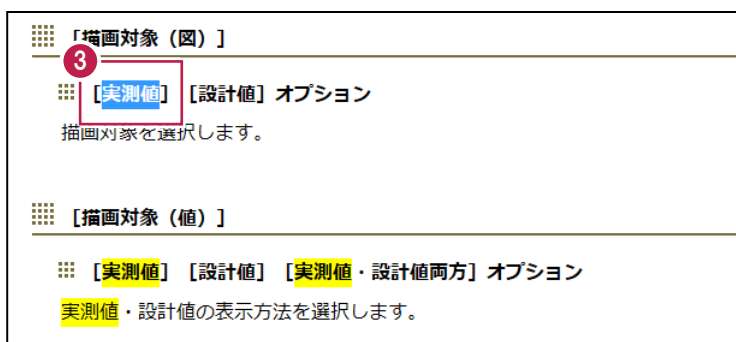 ［描画対象（図）］
3
［実測値］［設計値］オプション
描画対象を選択します。
［描画対象（値）］
［実測値］［設計値］［実測値・設計値両方］オプション
実測値・設計値の表示方法を選択します。